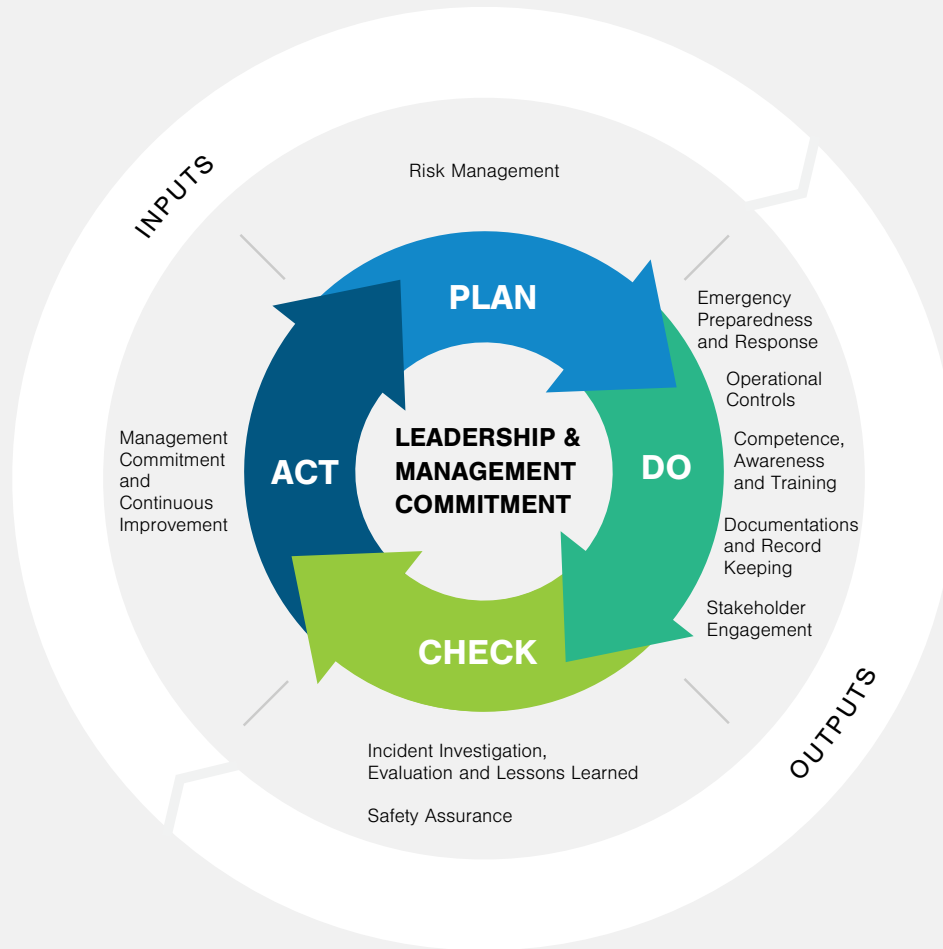 INPUTS
Risk Management
PLAN
Emergency
Preparedness
and Response
Operational
Controls
Competence,
Awareness
and Training
Documentations
and Record
Keeping
Stakeholder
Engagement
DO
LEADERSHIP &
MANAGEMENT
COMMITMENT
ACT
Management
Commitment
and
Continuous
Improvement
CHECK
Incident Investigation,
Evaluation and Lessons Learned
Safety Assurance
OUTPUTS